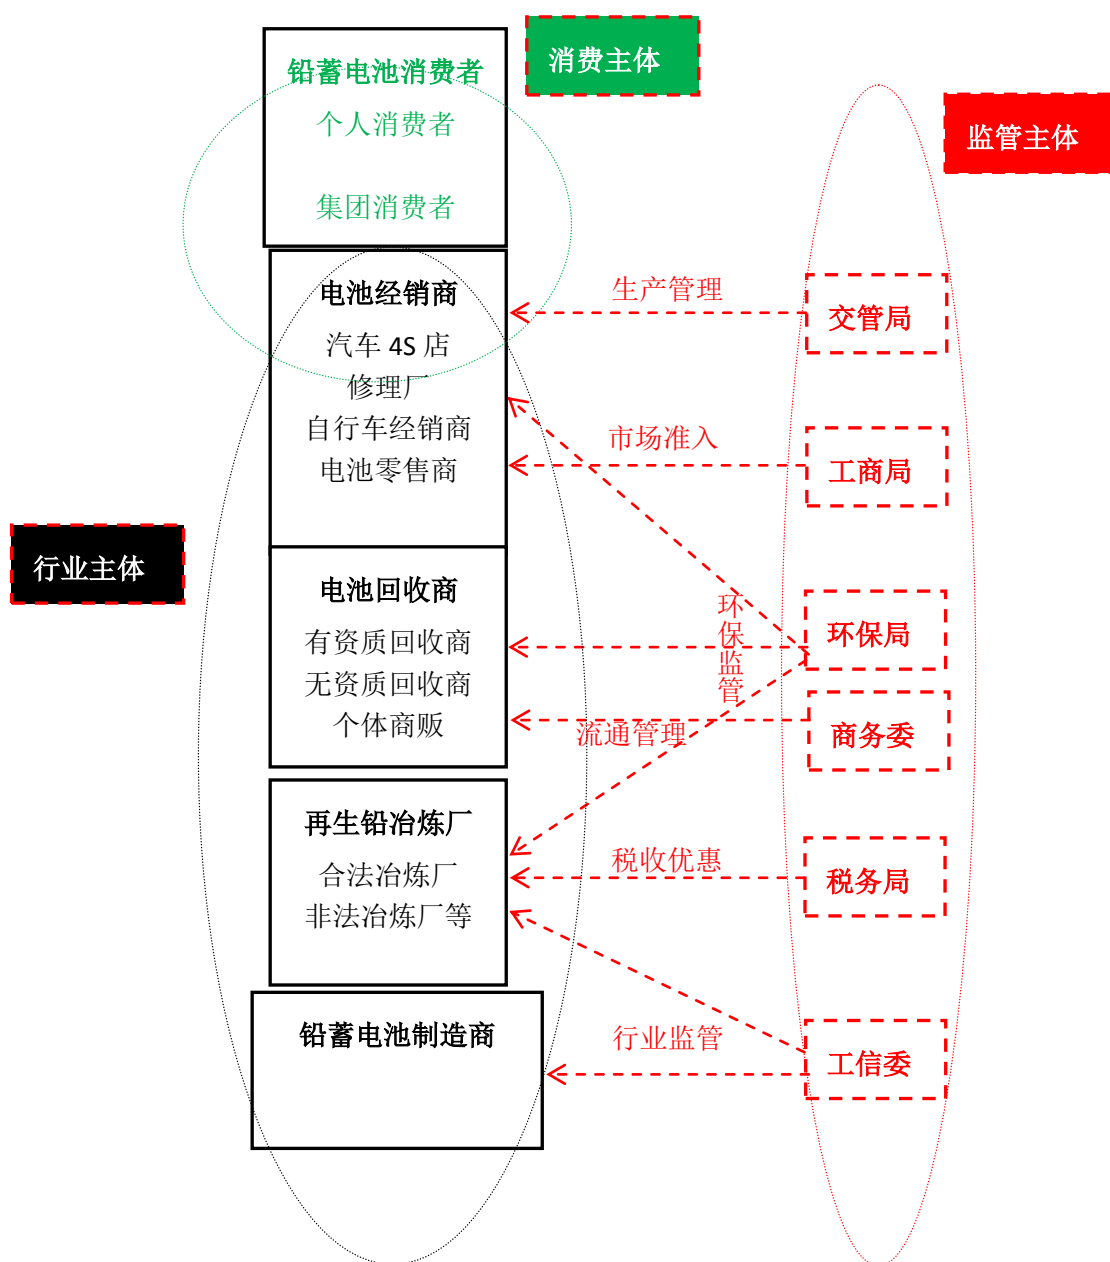 消费主体
铅蓄电池消费者
个人消费者
集团消费者
监管主体
电池经销商
汽车 4S 店
修理厂
自行车经销商
电池零售商
生产管理
交管局
市场准入
工商局
行业主体
电池回收商
有资质回收商
无资质回收商
个体商贩
环保监管
环保局
流通管理
商务委
再生铅冶炼厂
合法冶炼厂
非法冶炼厂等
税收优惠
税务局
铅蓄电池制造商
行业监管
工信委